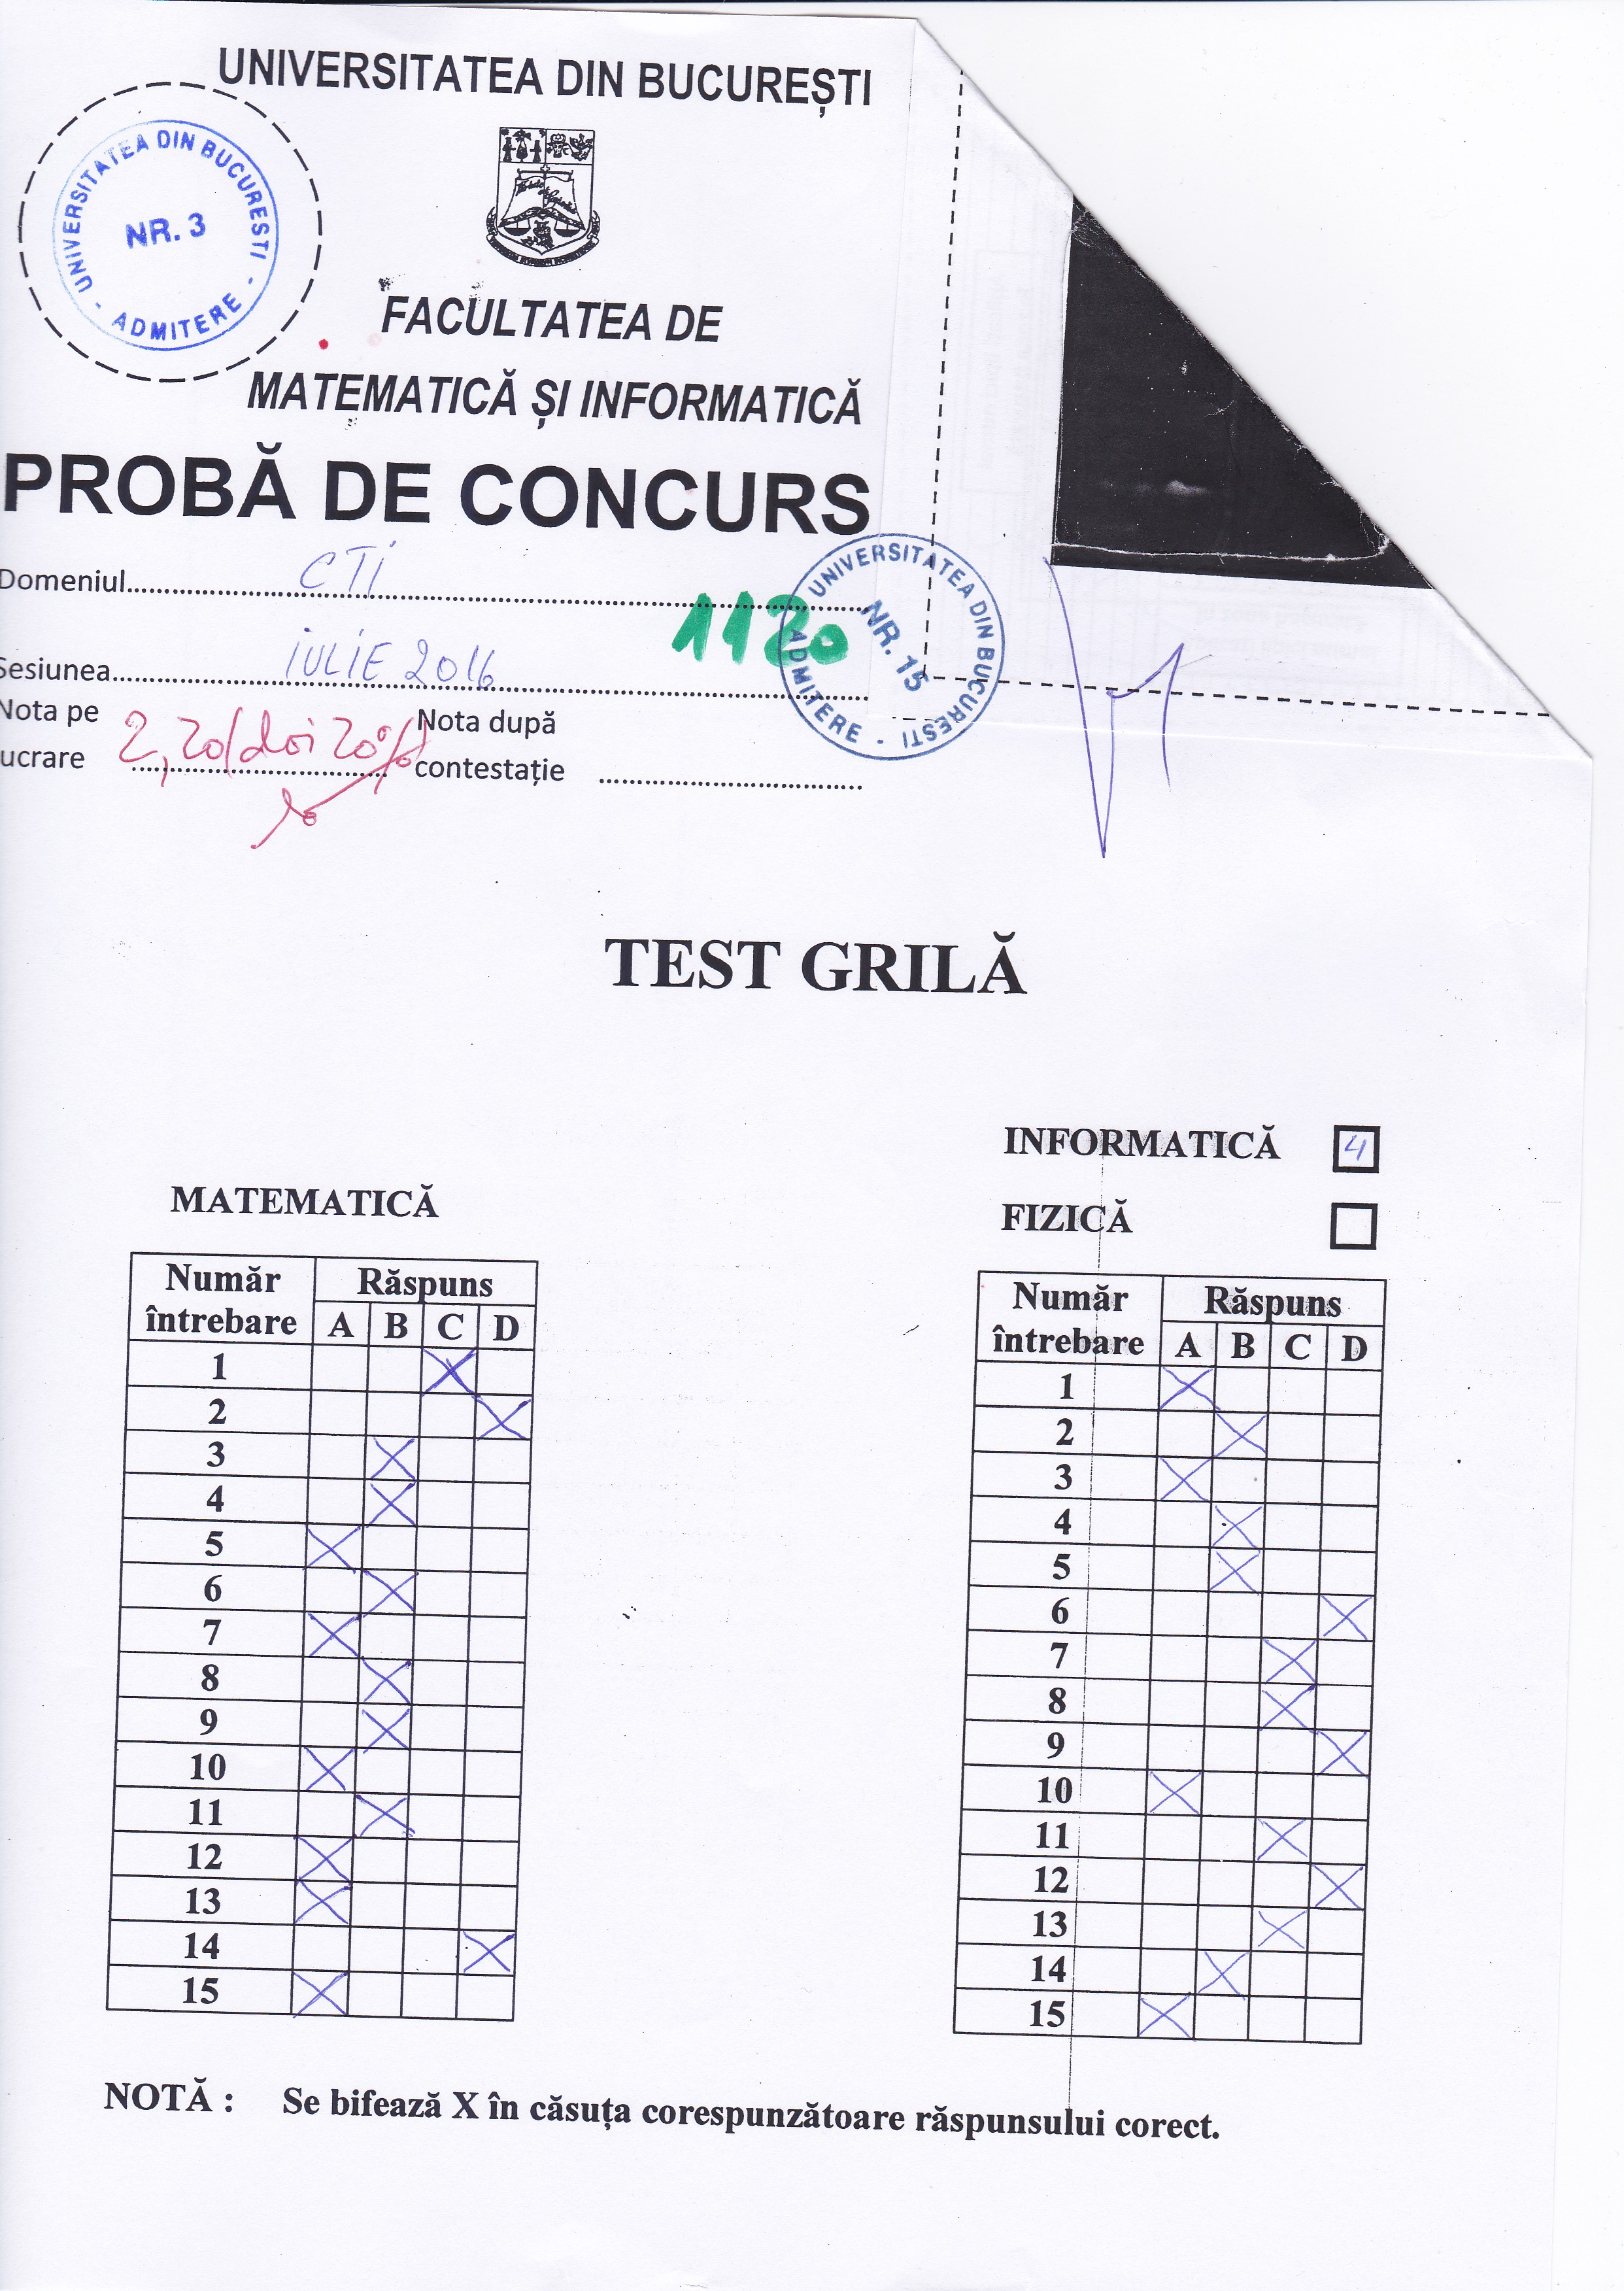 UNIVERSITATEA DIN BUCUREȘTI
UNIVERSITATEA DIN BUCURESTI - ADMITERE -
NR. 3
FACULTATEA DE
MATEMATICĂ ȘI INFORMATICĂ
PROBĂ DE CONCURS
Domeniul CTI
1120
UNIVERSITATEA DIN BUCUREȘTI - ADMITERE
NR. 15
Sesiunea IULIE 2016
Nota pe
ucrare 2,20 (doi 20%)
Nota după
contestație
TEST GRILĂ
INFORMATICĂ 4
FIZICĂ
MATEMATICĂ
Număr întrebare Răspuns
A B C D
1 X
2 X
3 X
4 X
5 X
6 X
7 X
8 X
9 X
10 X
11 X
12 X
13 X
14 X
15 X
Număr întrebare Răspuns
A B C D
1 X
2 X
3 X
4 X
5 X
6 X
7 X
8 X
9 X
10 X
11 X
12 X
13 X
14 X
15 X
NOTĂ : Se bifează X în căsuța corespunzătoare răspunsului corect.